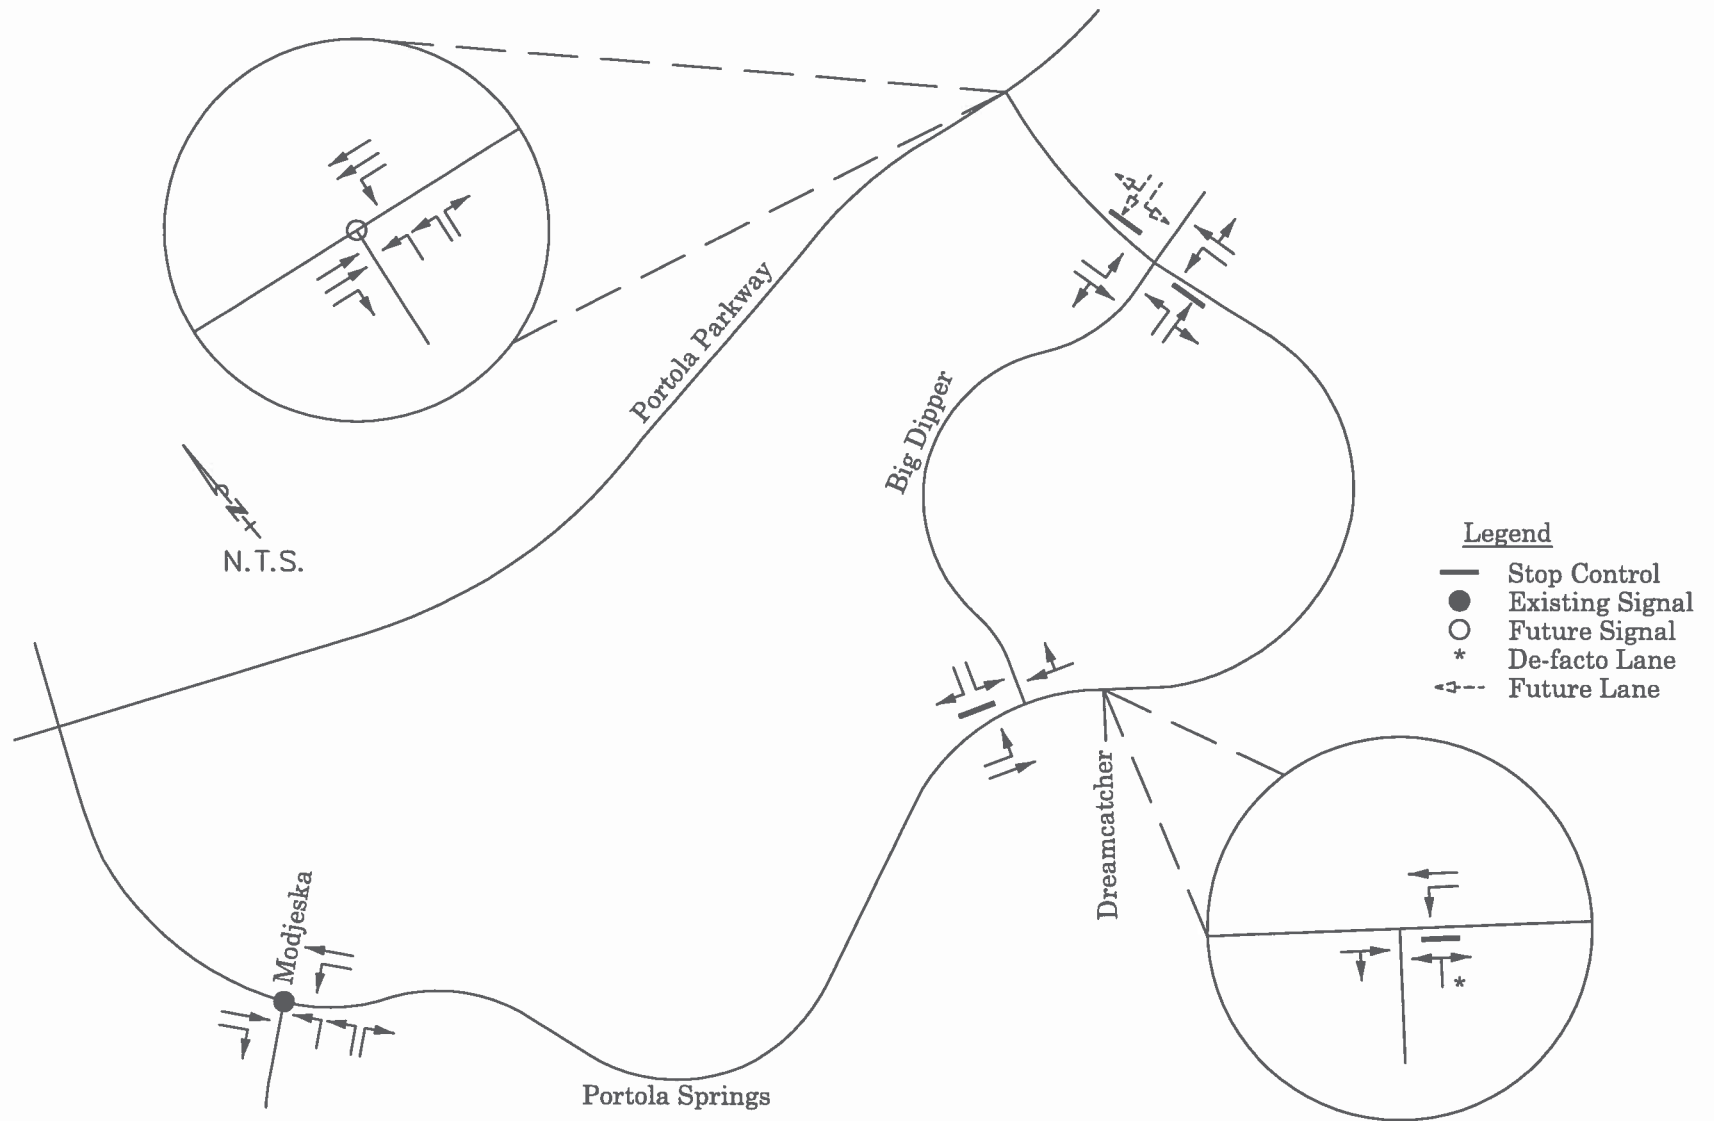 Portola Parkway
Big Dipper
N.T.S.
Legend
Stop Control
Existing Signal
Future Signal
* De-facto Lane
Future Lane
Dreamcatcher
*
Modjeska
Portola Springs